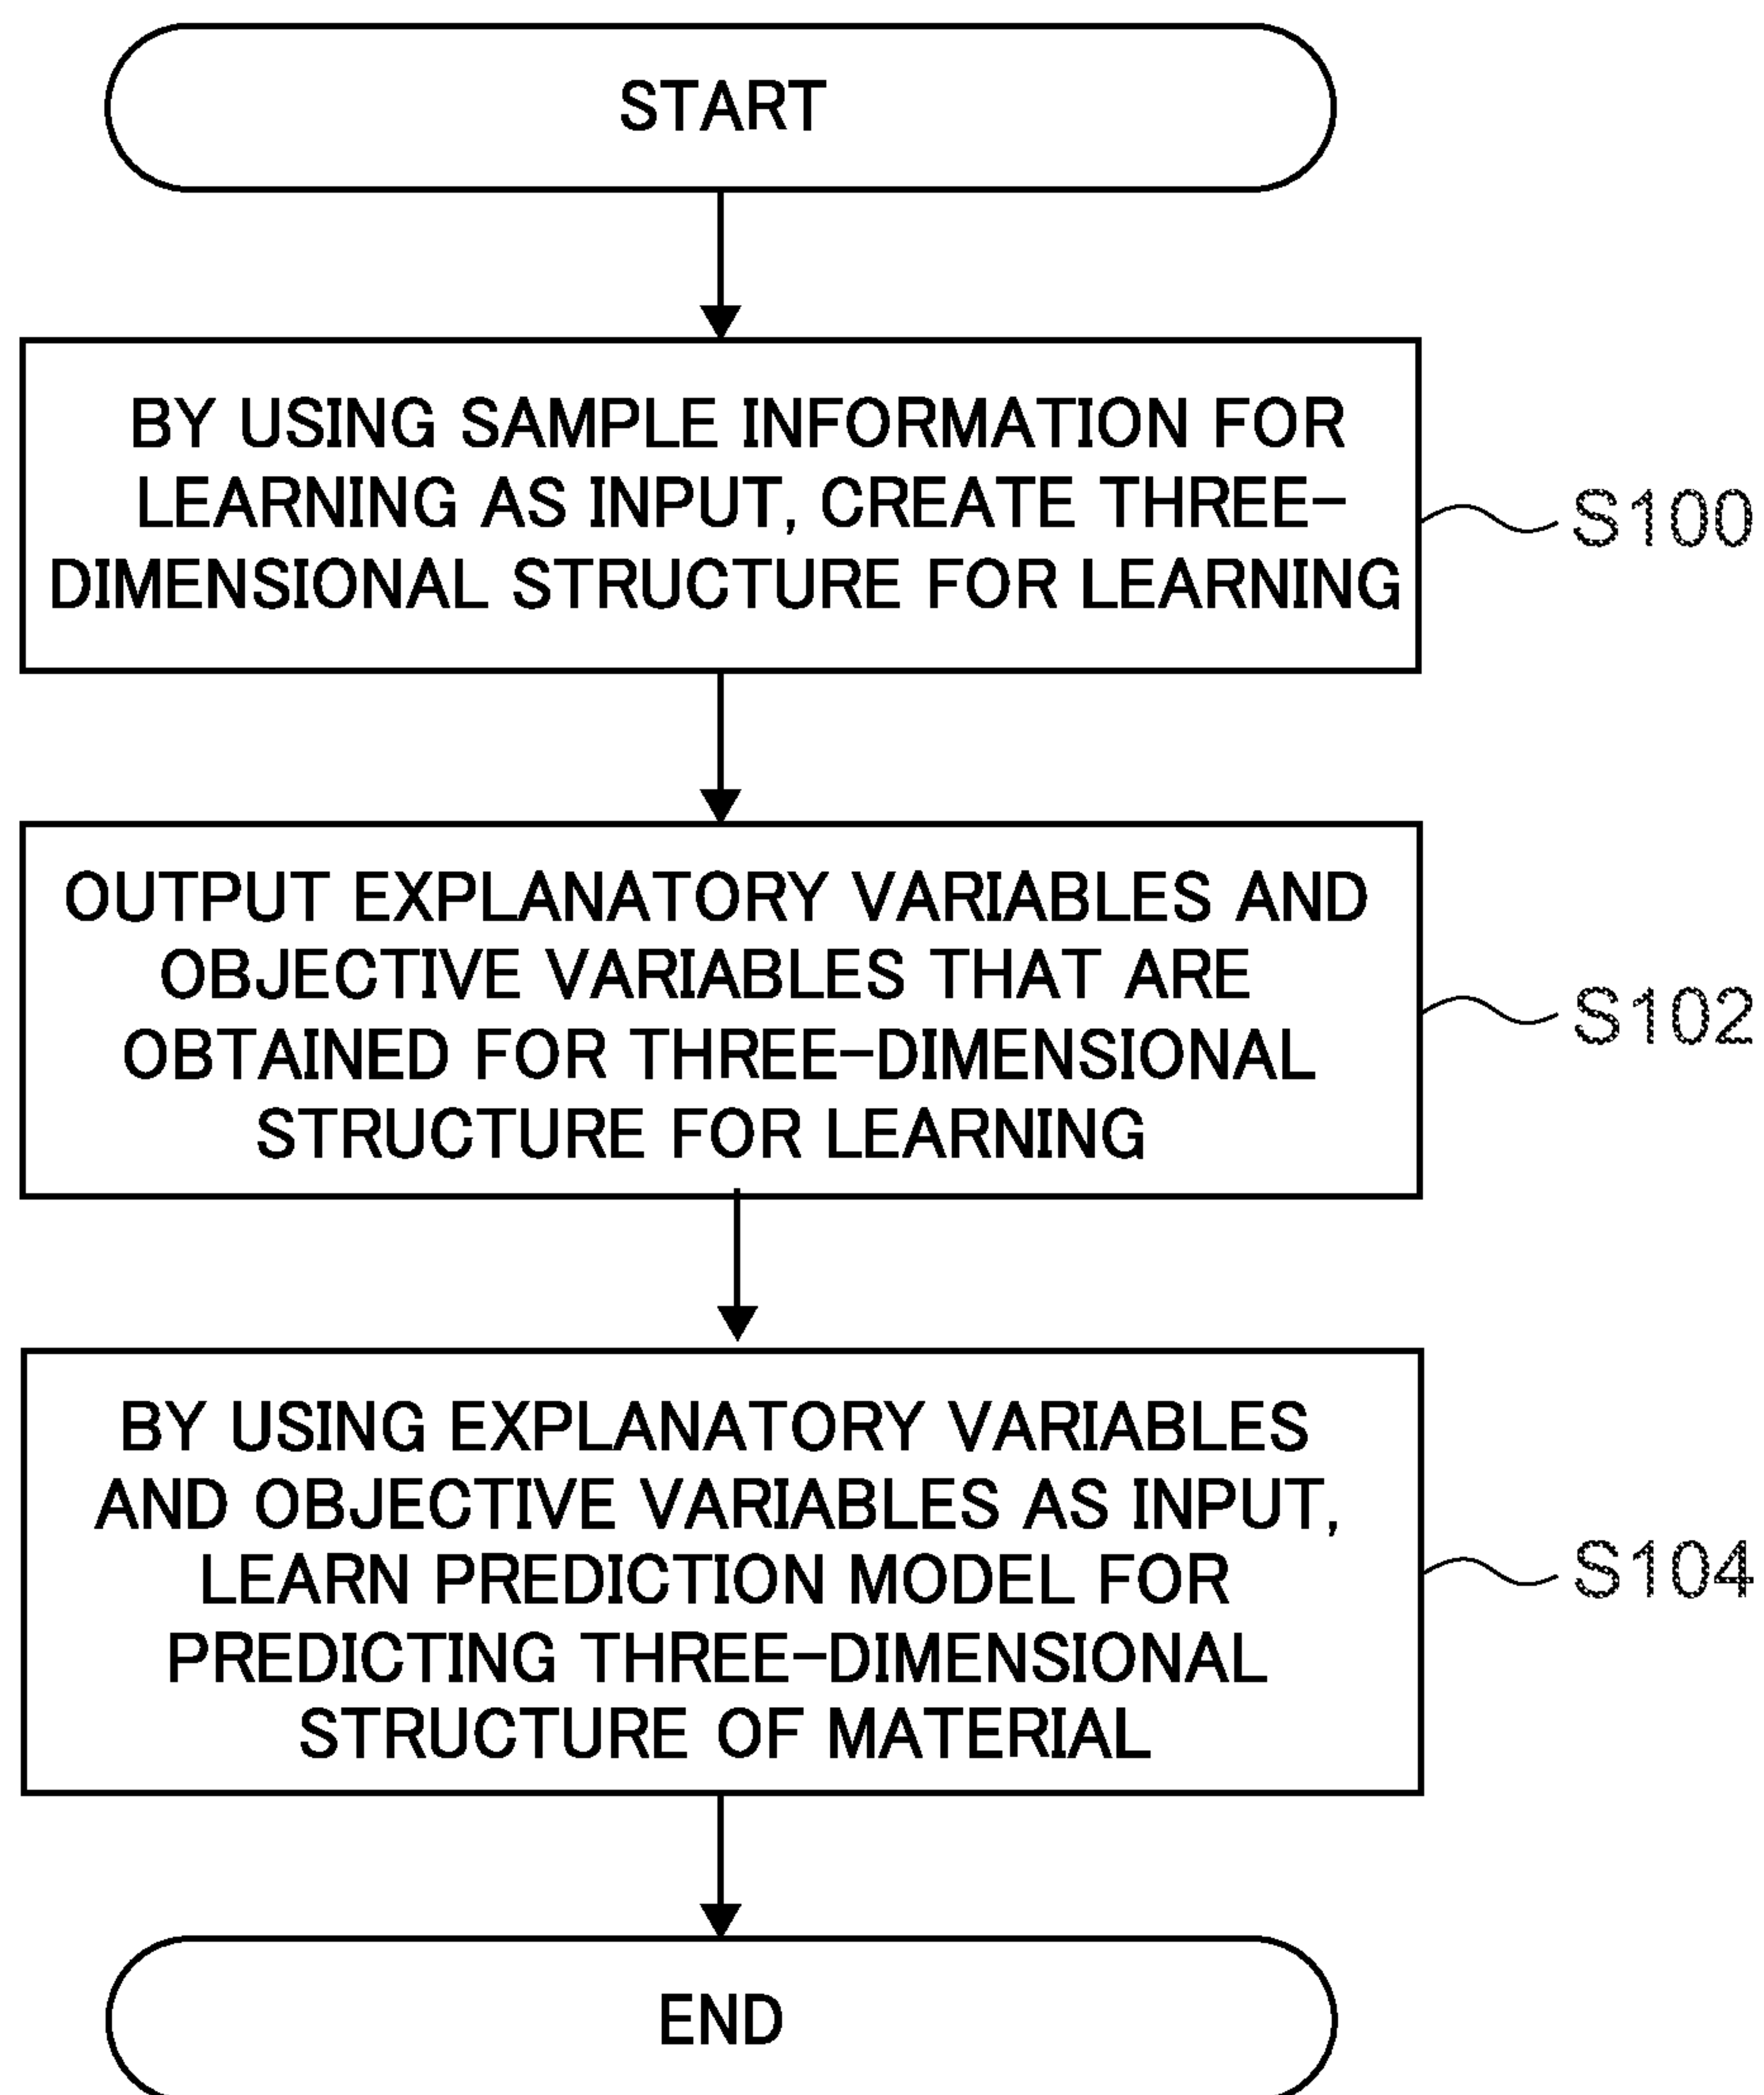 START
BY USING SAMPLE INFORMATION FOR
LEARNING AS INPUT, CREATE THREE-
DIMENSIONAL STRUCTURE FOR LEARNING
S100
OUTPUT EXPLANATORY VARIABLES AND
OBJECTIVE VARIABLES THAT ARE
OBTAINED FOR THREE-DIMENSIONAL
STRUCTURE FOR LEARNING
S102
BY USING EXPLANATORY VARIABLES
AND OBJECTIVE VARIABLES AS INPUT,
LEARN PREDICTION MODEL FOR
PREDICTING THREE-DIMENSIONAL
STRUCTURE OF MATERIAL
S104
END